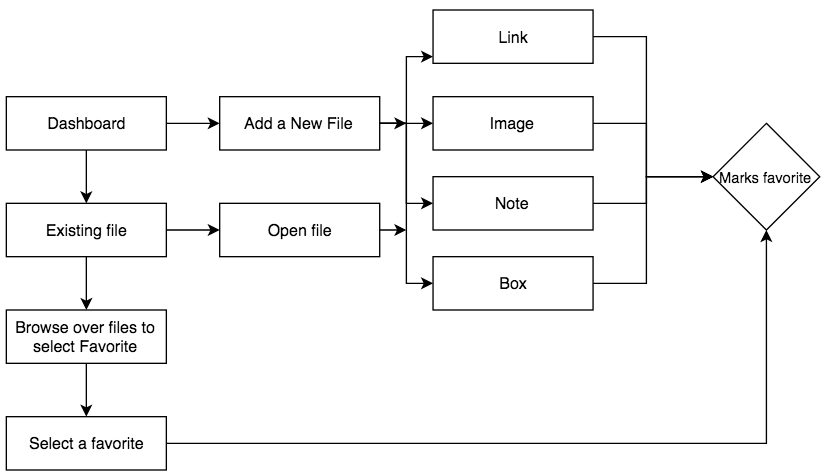 Link
Dashboard
Add a New File
Image
Marks favorite
Note
Existing file
Open file
Box
Browse over files to
select Favorite
Select a favorite